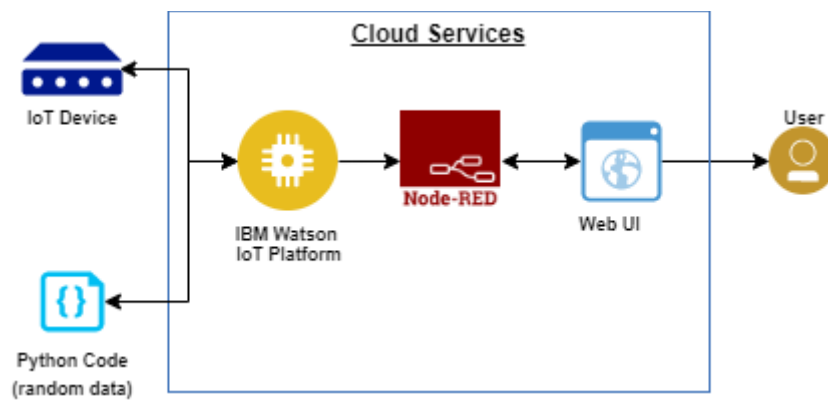 Cloud Services
IoT Device
User
Node-RED
Web UI
IBM Watson
IoT Platform
{}
Python Code
(random data)